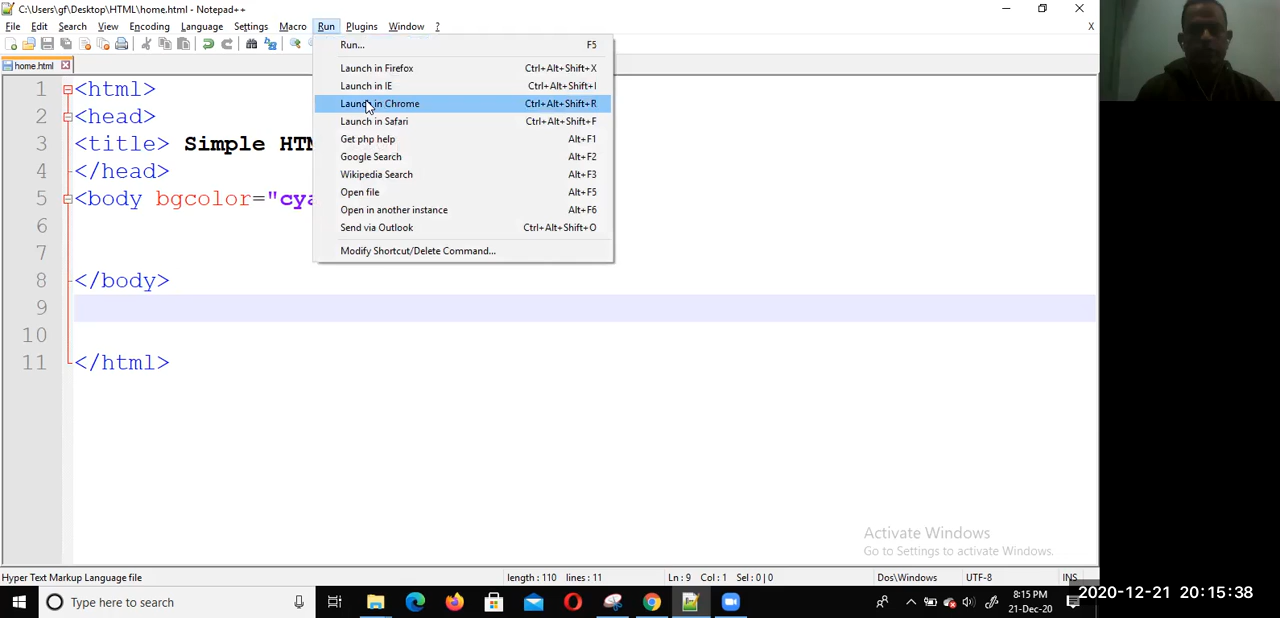 C:\Users\gf\Desktop\HTML\home.html - Notepad++
File Edit Search View Encoding Language Settings Macro Run Plugins Window ?
X
home.html
Run... F5
Launch in Firefox Ctrl+Alt+Shift+X
Launch in IE Ctrl+Alt+Shift+I
Launch in Chrome Ctrl+Alt+Shift+R
Launch in Safari Ctrl+Alt+Shift+F
Get php help Alt+F1
Google Search Alt+F2
Wikipedia Search Alt+F3
Open file Alt+F5
Open in another instance Alt+F6
Send via Outlook Ctrl+Alt+Shift+O
Modify Shortcut/Delete Command...
1 <html>
2 <head>
3 <title> Simple HTM
4 </head>
5 <body bgcolor="cya
6
7
8 </body>
9
10
11 </html>
Activate Windows
Go to Settings to activate Windows.
Hyper Text Markup Language file length : 110 lines : 11 Ln : 9 Col : 1 Sel : 0 | 0 Dos\Windows UTF-8 INS
Type here to search
8:15 PM
21-Dec-20
2020-12-21 20:15:38